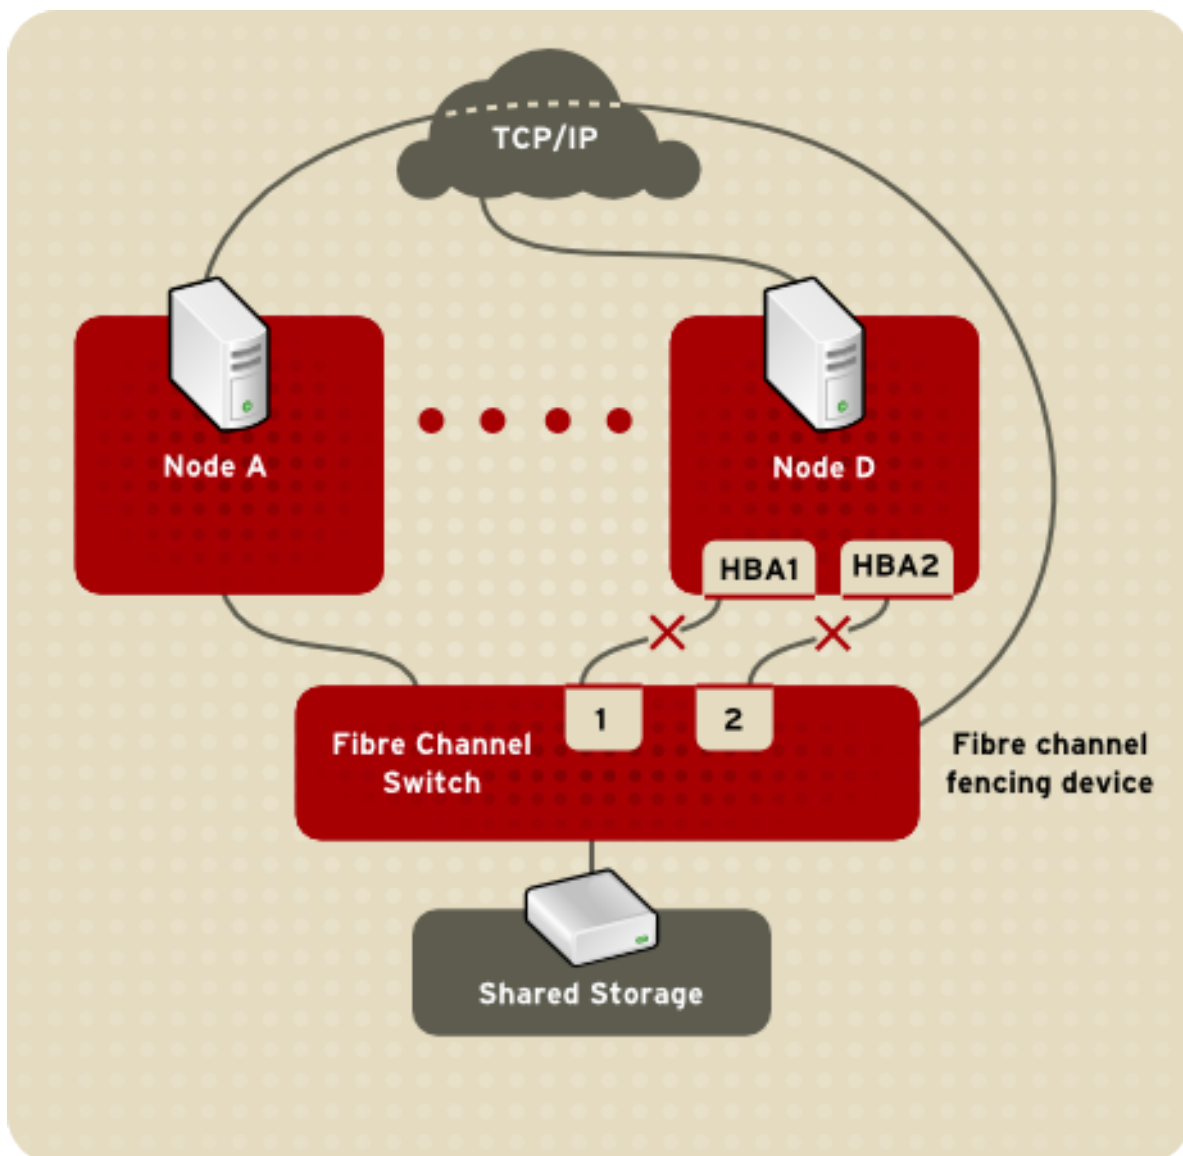 TCP/IP
Node A
Node D
HBA1
HBA2
1
2
Fibre Channel
Switch
Fibre channel
fencing device
Shared Storage